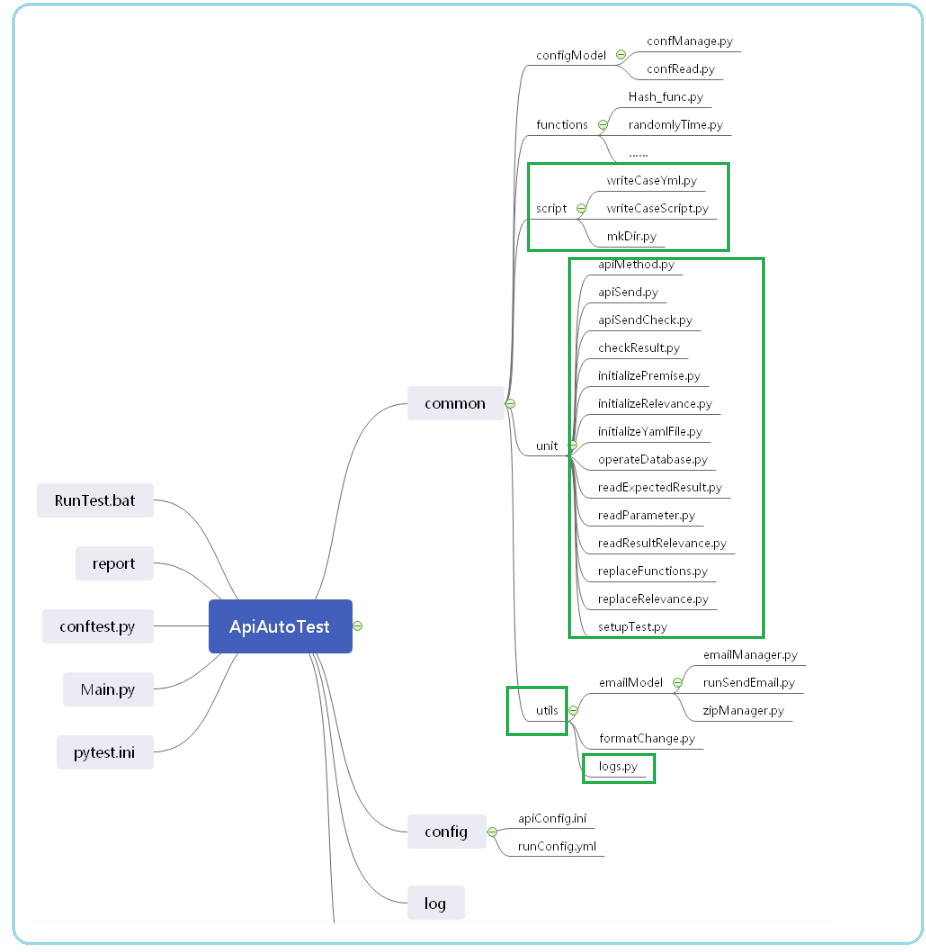 confManage.py
configModel
confRead.py
Hash_func.py
functions
randomlyTime.py
......
writeCaseYml.py
script
writeCaseScript.py
mkDir.py
apiMethod.py
apiSend.py
apiSendCheck.py
checkResult.py
initializePremise.py
common
initializeRelevance.py
initializeYamlFile.py
unit
operateDatabase.py
readExpectedResult.py
RunTest.bat
readParameter.py
readResultRelevance.py
report
replaceFunctions.py
replaceRelevance.py
conftest.py
ApiAutoTest
setupTest.py
emailManager.py
Main.py
emailModel
runSendEmail.py
utils
zipManager.py
pytest.ini
formatChange.py
logs.py
apiConfig.ini
config
runConfig.yml
log